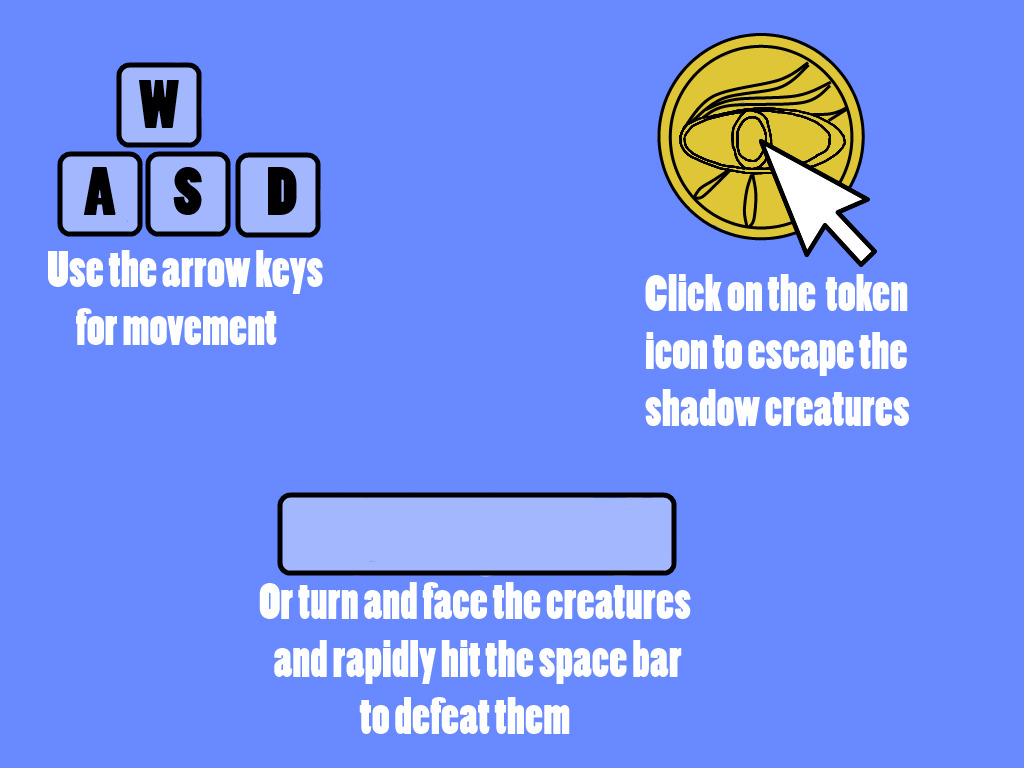 W
A S D
Use the arrow keys
for movement
Click on the token
icon to escape the
shadow creatures
Or turn and face the creatures
and rapidly hit the space bar
to defeat them